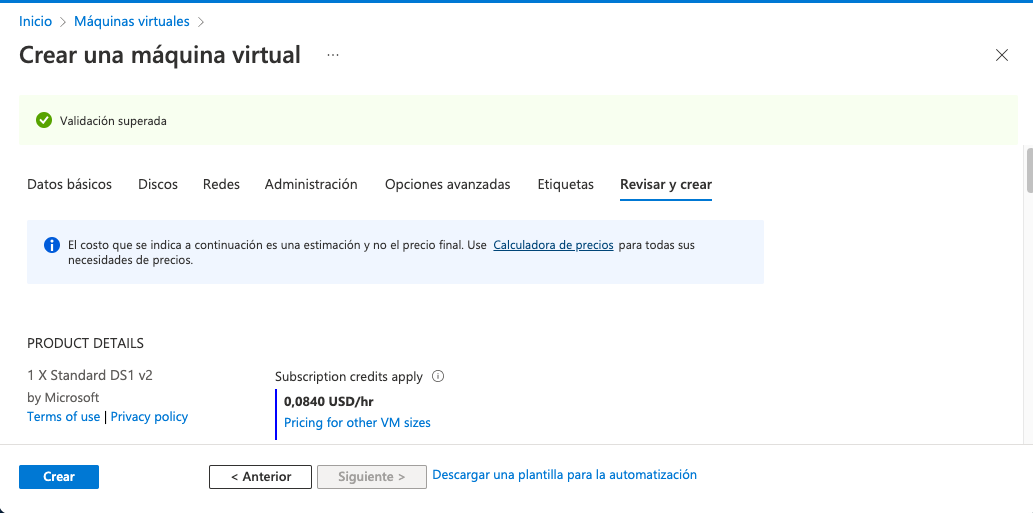 Inicio > Máquinas virtuales >
Crear una máquina virtual ...
Validación superada
Datos básicos Discos Redes Administración Opciones avanzadas Etiquetas Revisar y crear
El costo que se indica a continuación es una estimación y no el precio final. Use Calculadora de precios para todas sus
necesidades de precios.
PRODUCT DETAILS
1 X Standard DS1 v2
by Microsoft
Terms of use | Privacy policy
Subscription credits apply
0,0840 USD/hr
Pricing for other VM sizes
Crear
< Anterior
Siguiente >
Descargar una plantilla para la automatización